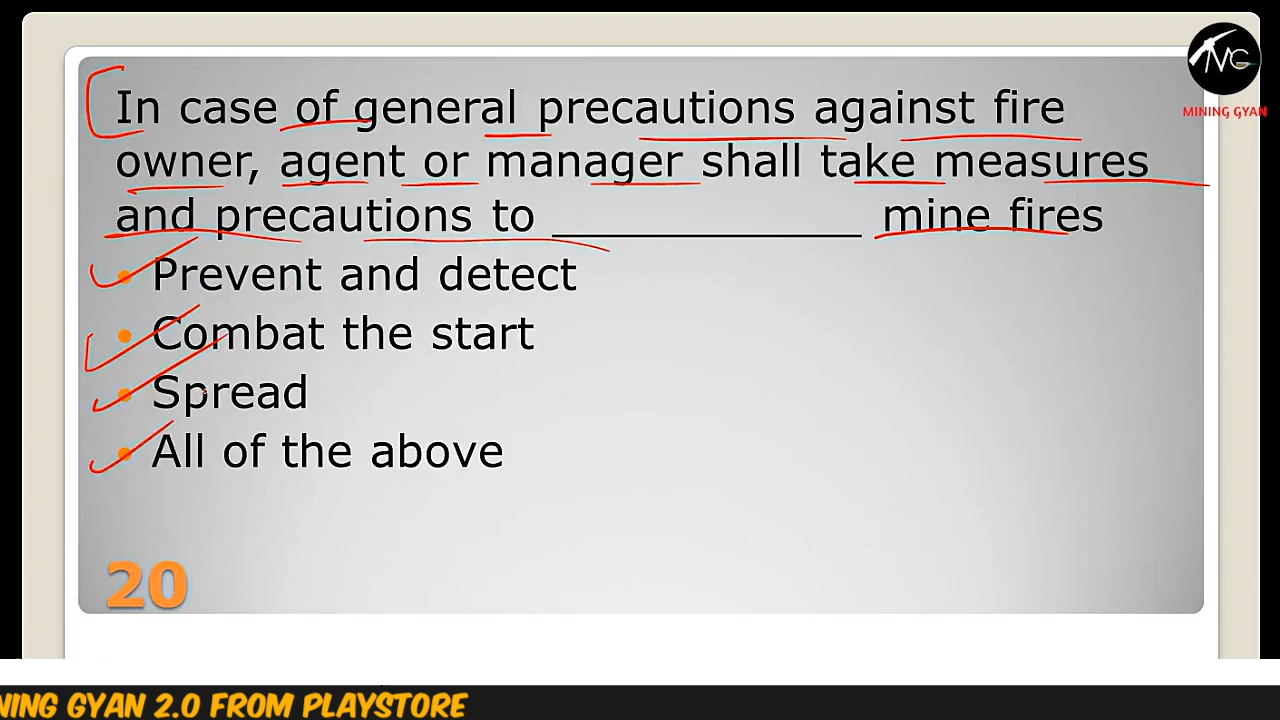 MG
MINING GYAN
In case of general precautions against fire
owner, agent or manager shall take measures
and precautions to _____________ mine fires
• Prevent and detect
• Combat the start
• Spread
• All of the above
20
NING GYAN 2.0 FROM PLAYSTORE